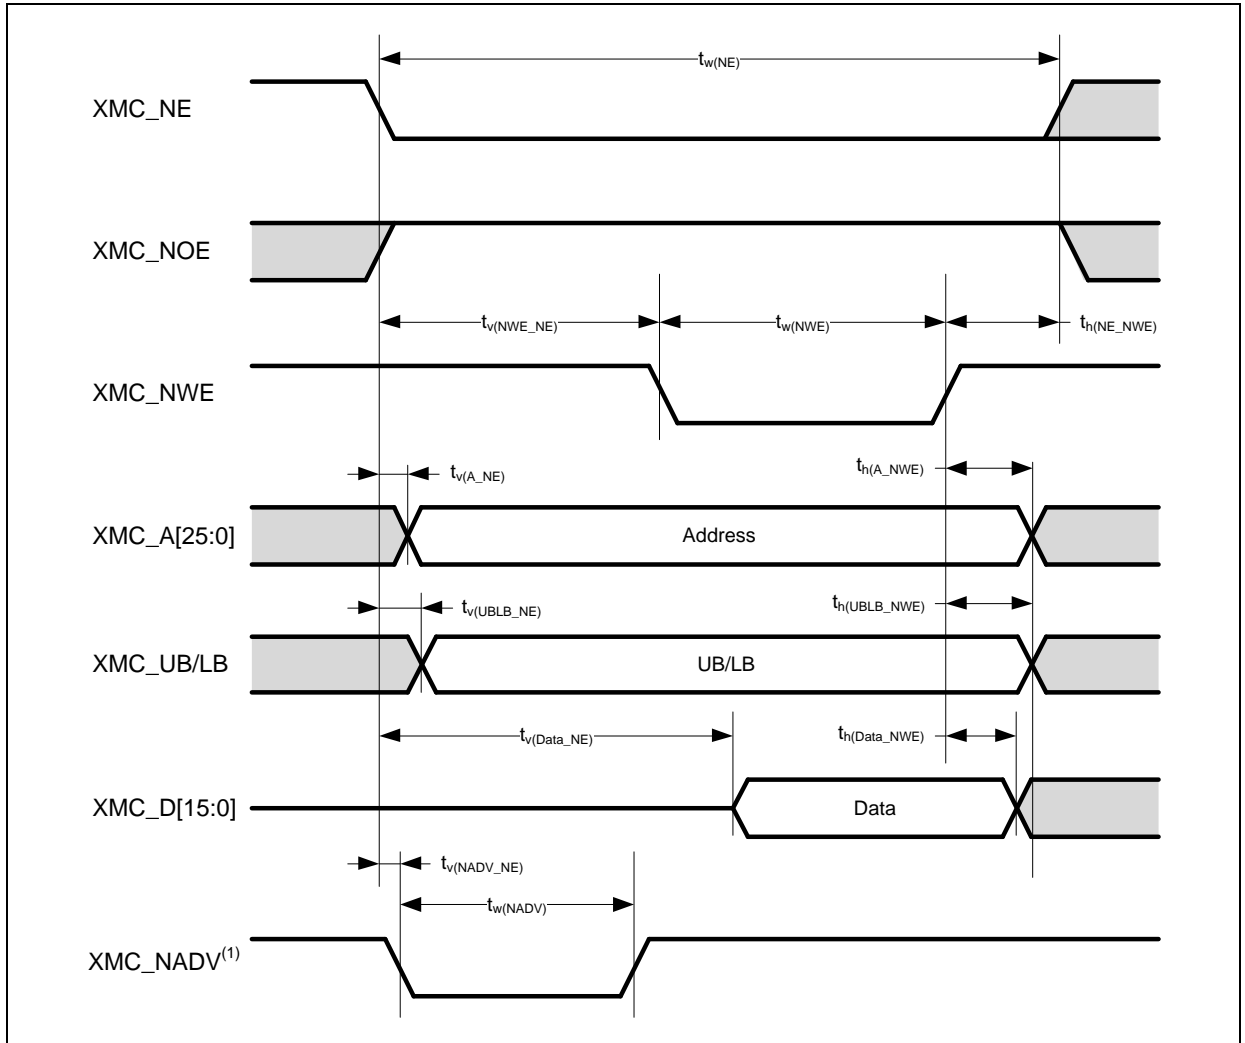 t_w(NE)
XMC_NE
XMC_NOE
t_v(NWE_NE) t_w(NWE) t_h(NE_NWE)
XMC_NWE
t_v(A_NE) t_h(A_NWE)
XMC_A[25:0] Address
t_v(UBLB_NE) t_h(UBLB_NWE)
XMC_UB/LB UB/LB
t_v(Data_NE) t_h(Data_NWE)
XMC_D[15:0] Data
t_v(NADV_NE)
t_w(NADV)
XMC_NADV(1)